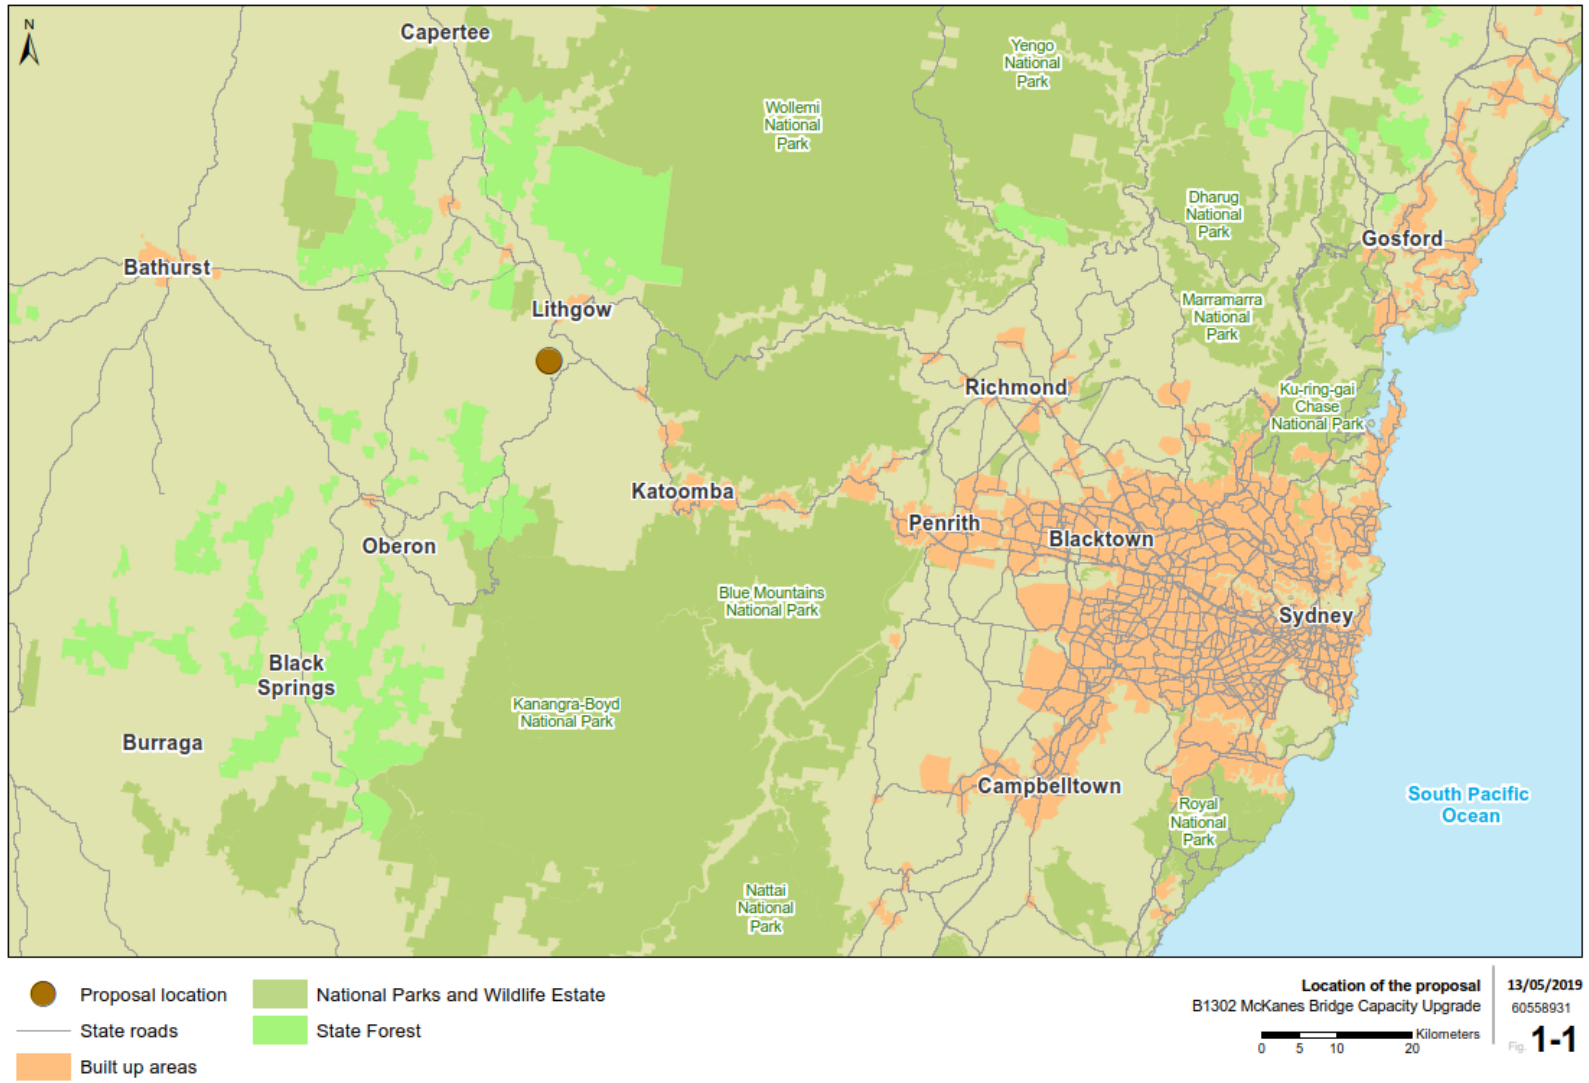 N
Capertee
Yengo
National
Park
Wollemi
National
Park
Dharug
National
Park
Gosford
Bathurst
Lithgow
Marramarra
National
Park
Richmond
Ku-ring-gai
Chase
National Park
Katoomba
Penrith
Blacktown
Oberon
Blue Mountains
National Park
Sydney
Black
Springs
Kanangra-Boyd
National Park
Burraga
Campbelltown
South Pacific
Ocean
Royal
National
Park
Nattai
National
Park
Proposal location
State roads
Built up areas
National Parks and Wildlife Estate
State Forest
Location of the proposal
B1302 McKanes Bridge Capacity Upgrade
Kilometers
0 5 10 20
13/05/2019
60558931
Fig. 1-1